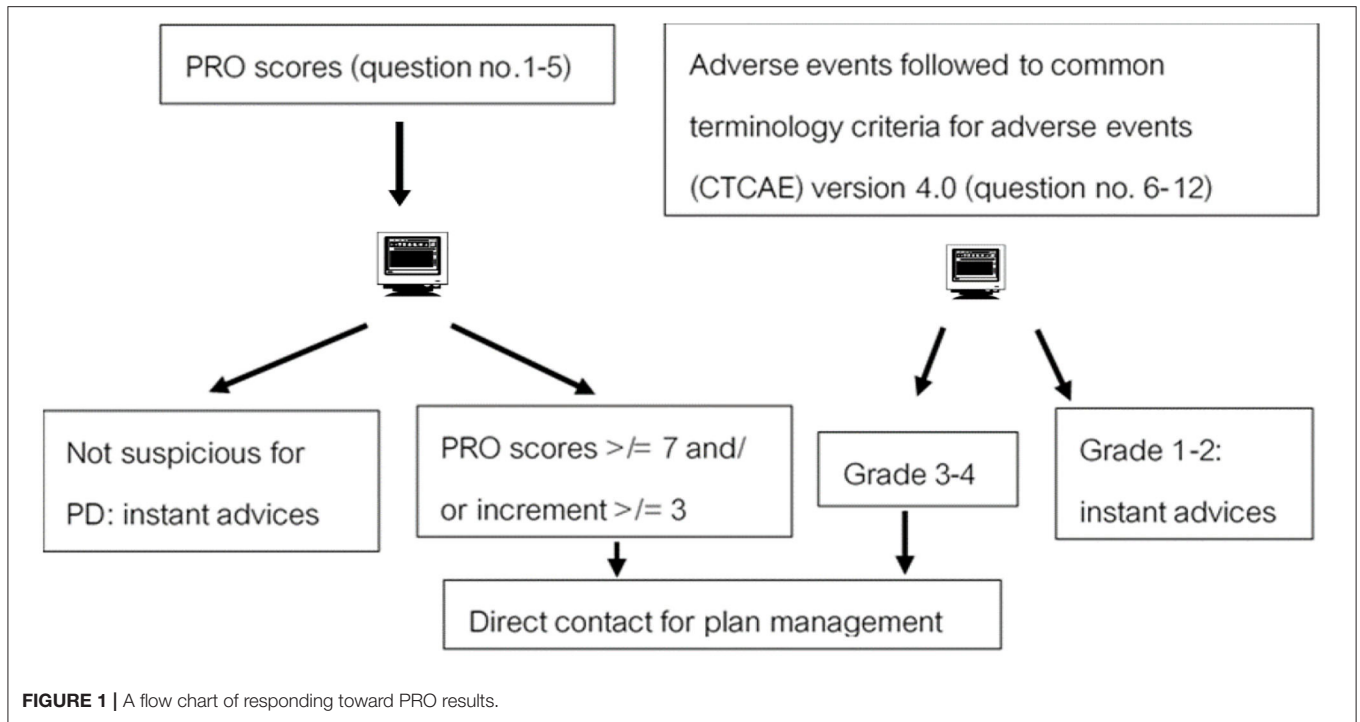 PRO scores (question no.1-5)
Adverse events followed to common
terminology criteria for adverse events
(CTCAE) version 4.0 (question no. 6-12)
Not suspicious for
PD: instant advices
PRO scores >/= 7 and/
or increment >/= 3
Grade 3-4
Grade 1-2:
instant advices
Direct contact for plan management
FIGURE 1 | A flow chart of responding toward PRO results.